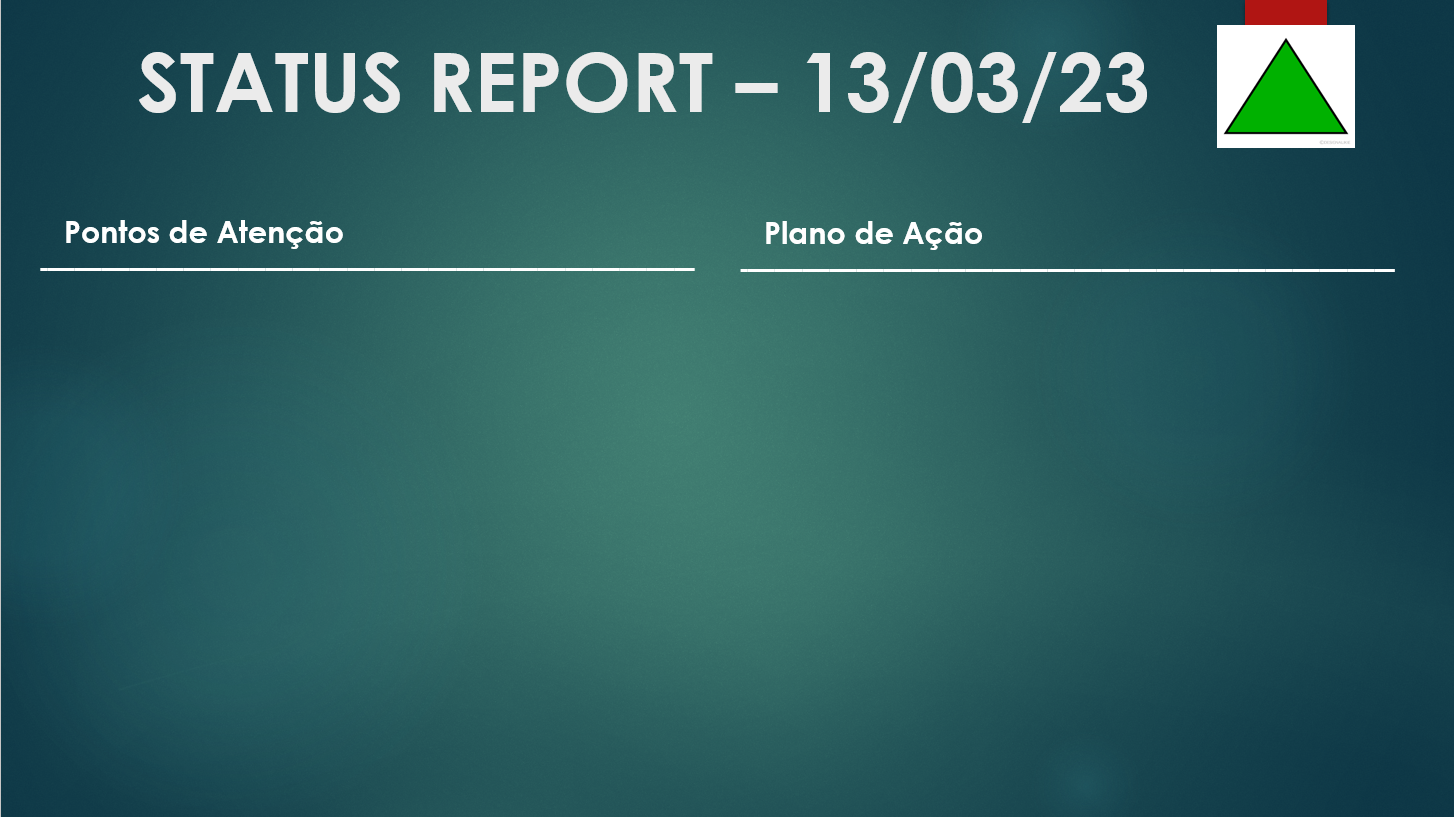 STATUS REPORT – 13/03/23
Pontos de Atenção
Plano de Ação